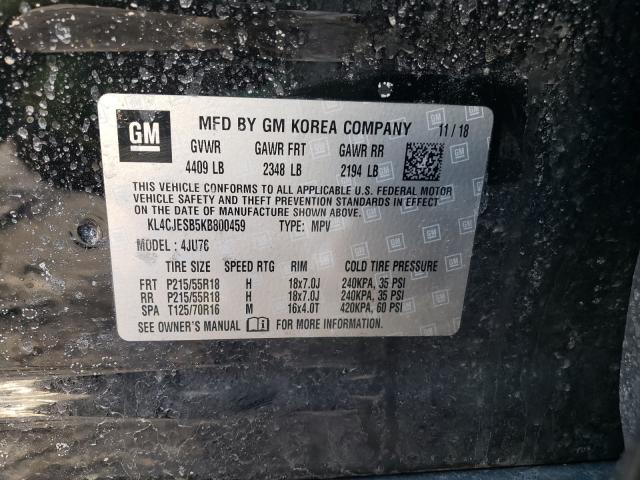 GM MFD BY GM KOREA COMPANY 11/18
GVWR GAWR FRT GAWR RR
4409 LB 2348 LB 2194 LB
THIS VEHICLE CONFORMS TO ALL APPLICABLE U.S. FEDERAL MOTOR
VEHICLE SAFETY AND THEFT PREVENTION STANDARDS IN EFFECT
ON THE DATE OF MANUFACTURE SHOWN ABOVE.
KL4CJESB5KB800459 TYPE: MPV
MODEL: 4JU76
TIRE SIZE SPEED RTG RIM COLD TIRE PRESSURE
FRT P215/55R18 H 18x7.0J 240KPA, 35 PSI
RR P215/55R18 H 18x7.0J 240KPA, 35 PSI
SPA T125/70R16 M 16x4.0T 420KPA, 60 PSI
SEE OWNER'S MANUAL FOR MORE INFORMATION.